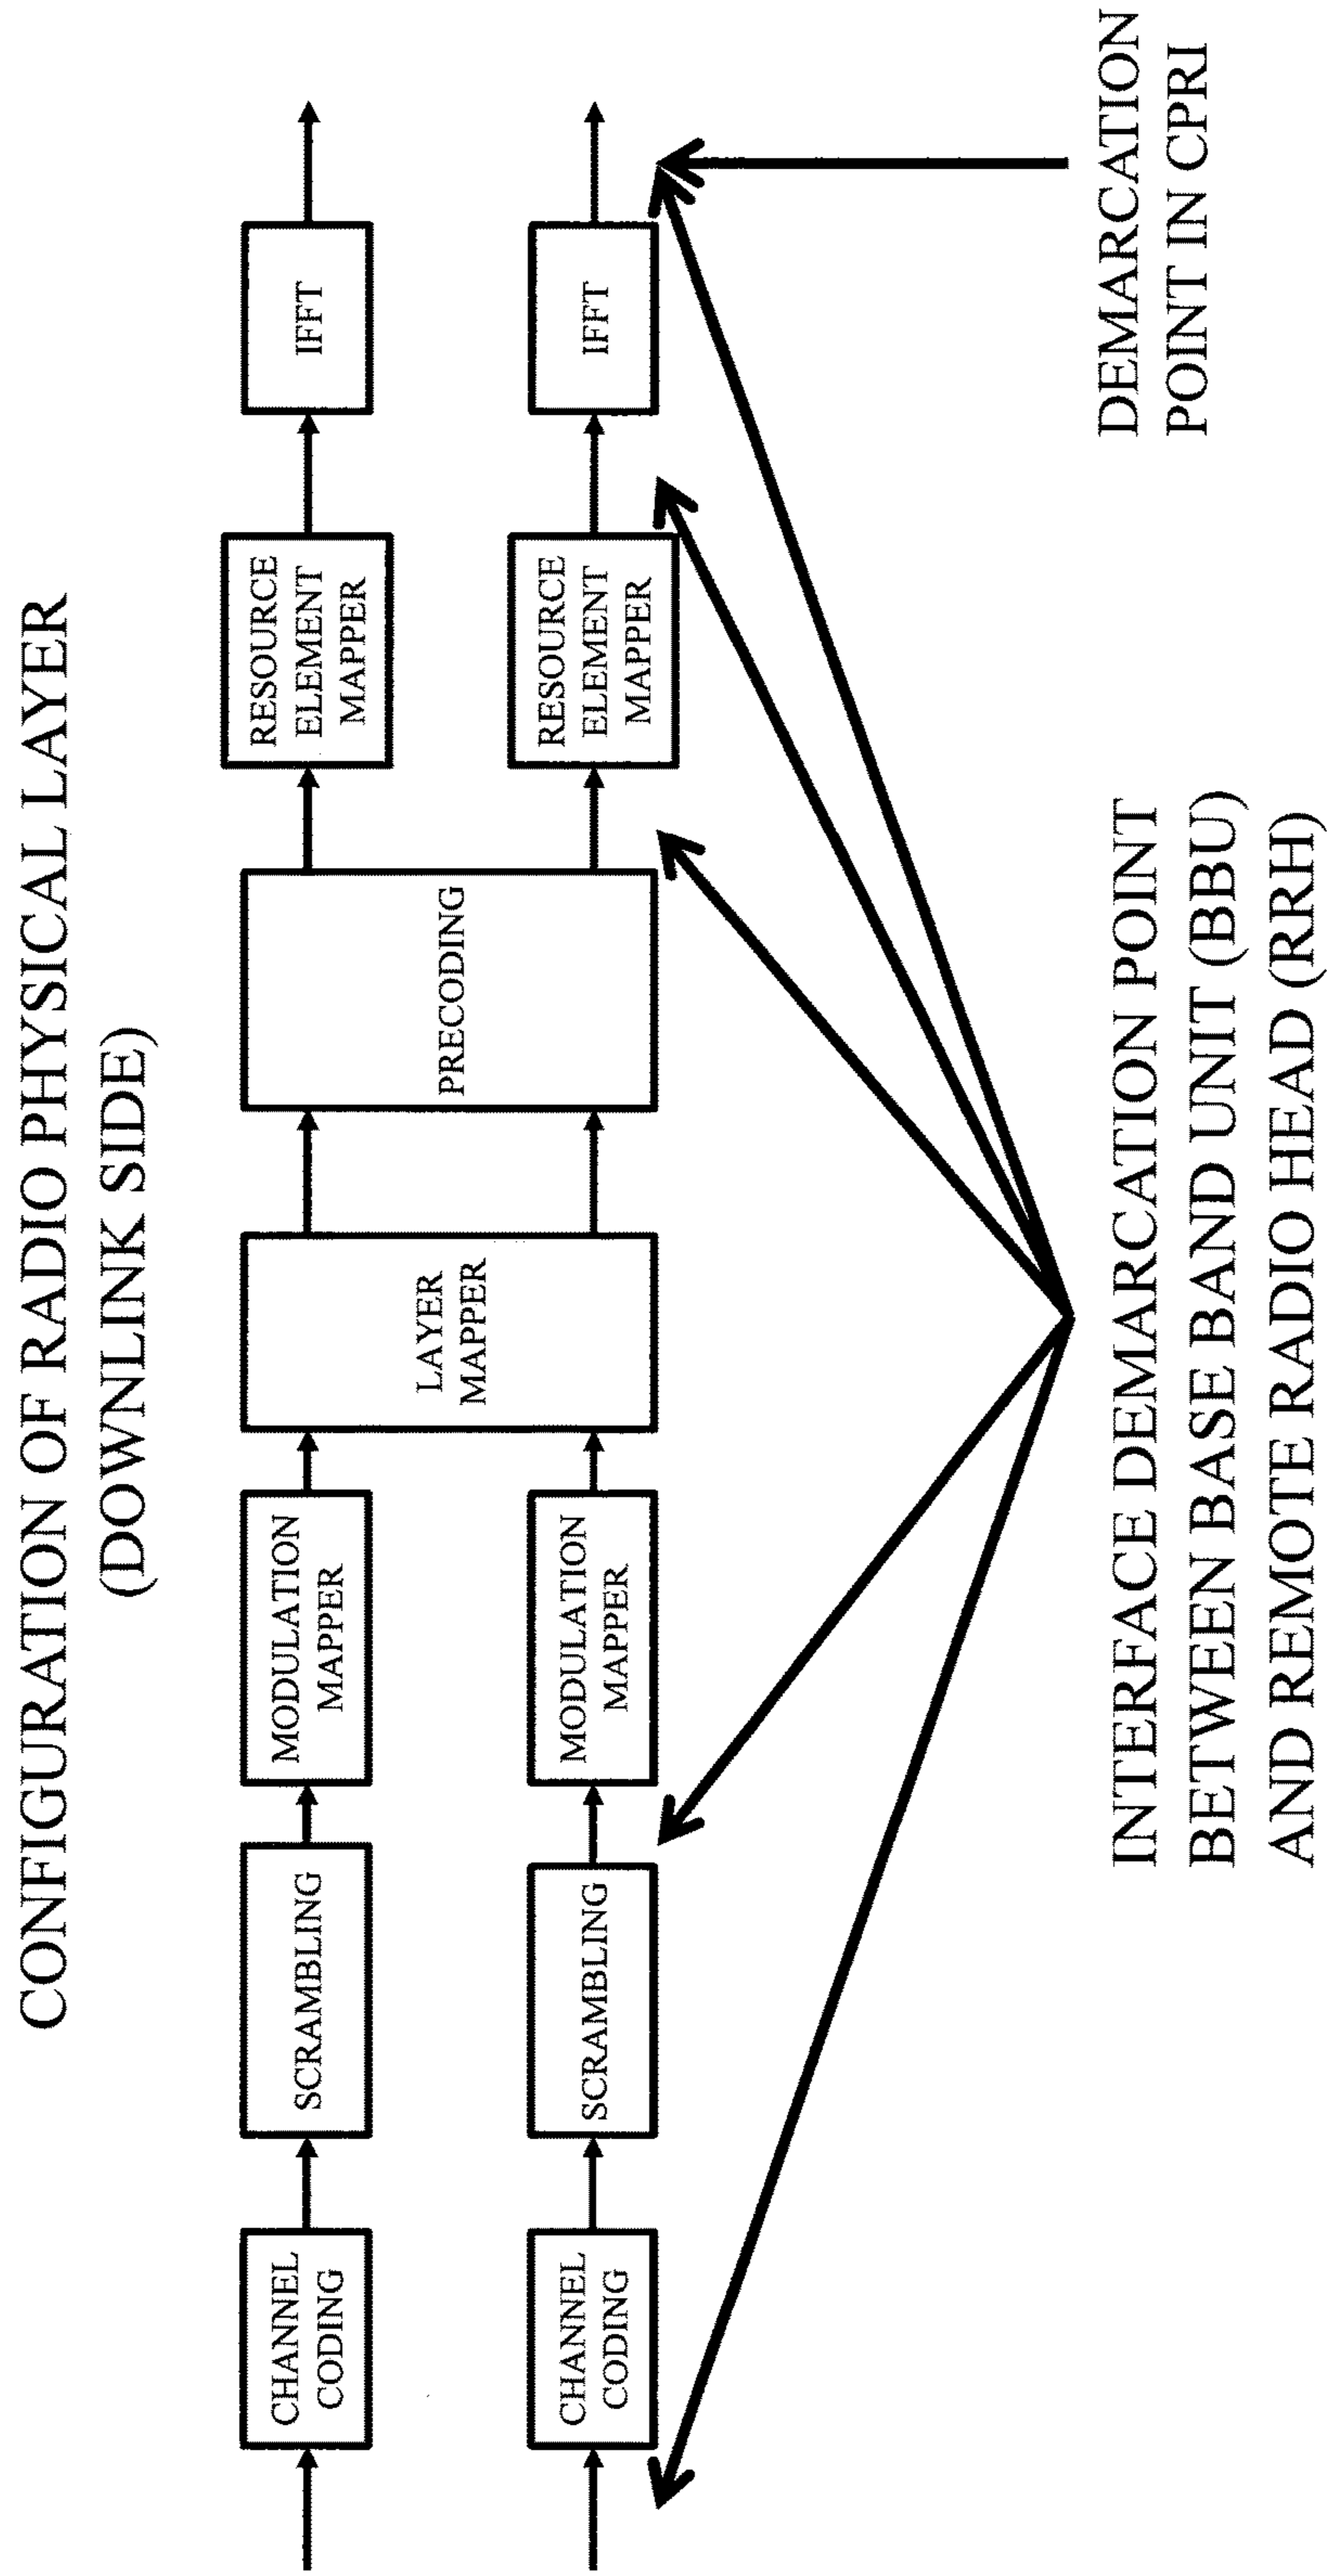 CONFIGURATION OF RADIO PHYSICAL LAYER
(DOWNLINK SIDE)
CHANNEL
CODING
SCRAMBLING
MODULATION
MAPPER
LAYER
MAPPER
PRECODING
RESOURCE
ELEMENT
MAPPER
IFFT
CHANNEL
CODING
SCRAMBLING
MODULATION
MAPPER
RESOURCE
ELEMENT
MAPPER
IFFT
INTERFACE DEMARCATION POINT
BETWEEN BASE BAND UNIT (BBU)
AND REMOTE RADIO HEAD (RRH)
DEMARCATION
POINT IN CPRI